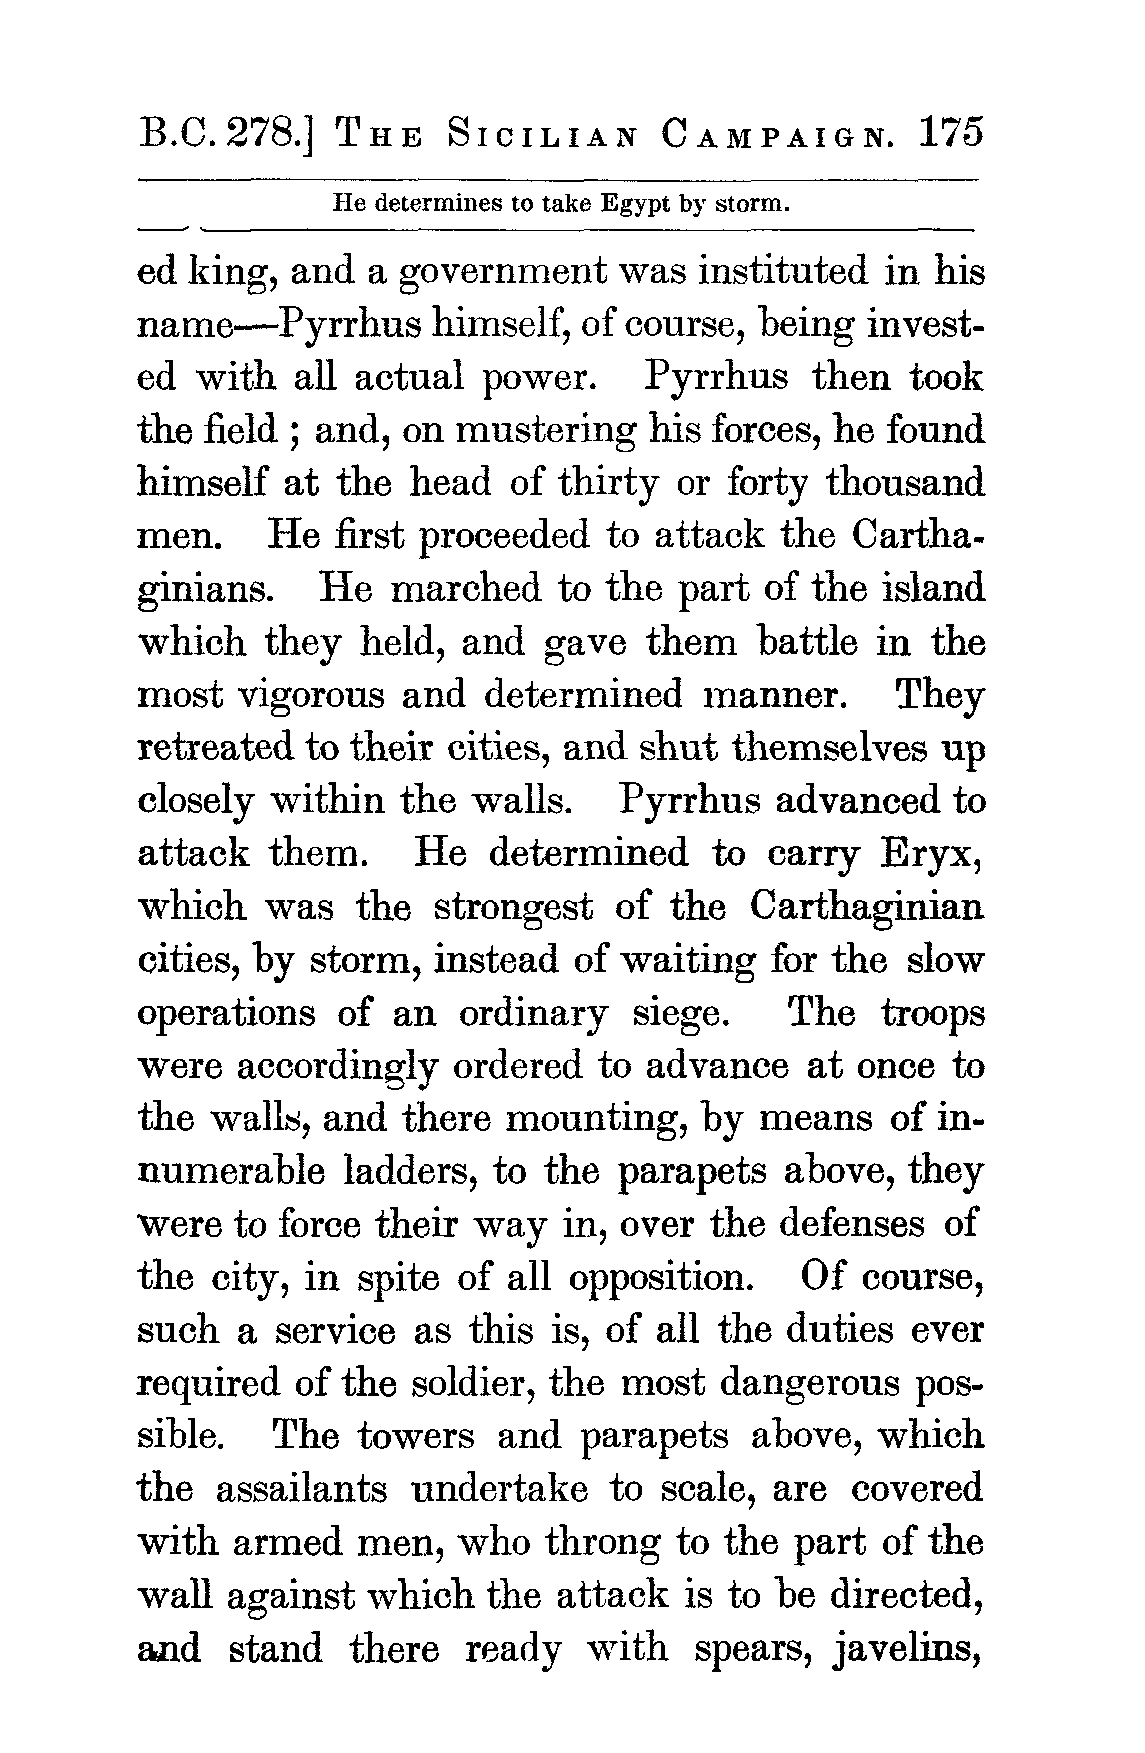 B.C. 278.] THE SICILIAN CAMPAIGN. 175
He determines to take Egypt by storm.
ed king, and a government was instituted in his
name—Pyrrhus himself, of course, being invest-
ed with all actual power. Pyrrhus then took
the field ; and, on mustering his forces, he found
himself at the head of thirty or forty thousand
men. He first proceeded to attack the Cartha-
ginians. He marched to the part of the island
which they held, and gave them battle in the
most vigorous and determined manner. They
retreated to their cities, and shut themselves up
closely within the walls. Pyrrhus advanced to
attack them. He determined to carry Eryx,
which was the strongest of the Carthaginian
cities, by storm, instead of waiting for the slow
operations of an ordinary siege. The troops
were accordingly ordered to advance at once to
the walls, and there mounting, by means of in-
numerable ladders, to the parapets above, they
were to force their way in, over the defenses of
the city, in spite of all opposition. Of course,
such a service as this is, of all the duties ever
required of the soldier, the most dangerous pos-
sible. The towers and parapets above, which
the assailants undertake to scale, are covered
with armed men, who throng to the part of the
wall against which the attack is to be directed,
and stand there ready with spears, javelins,